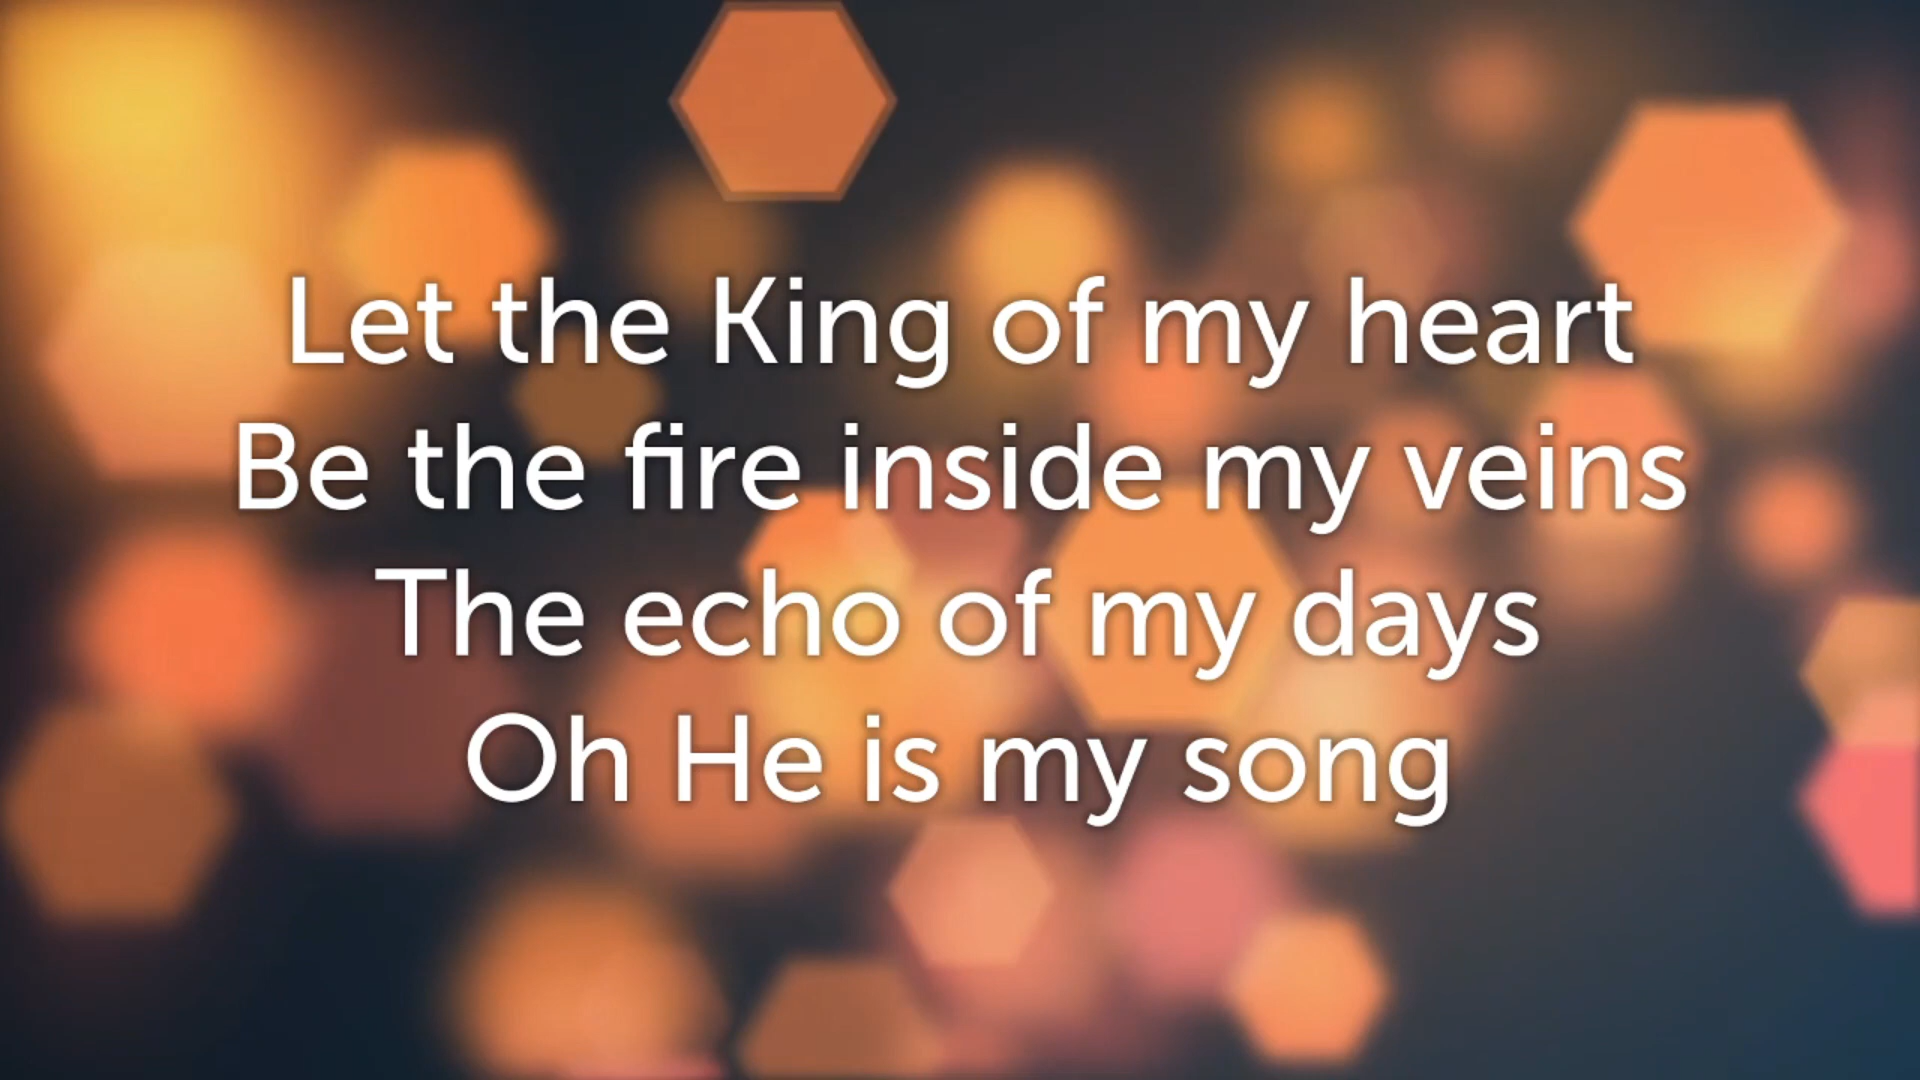 Let the King of my heart
Be the fire inside my veins
The echo of my days
Oh He is my song